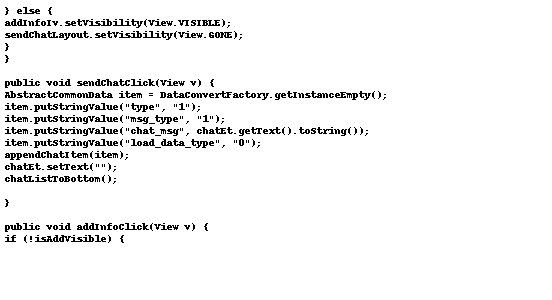 } else {
addInfoIv.setVisibility(View.VISIBLE);
sendChatLayout.setVisibility(View.GONE);
}
}

public void sendChatClick(View v) {
AbstractCommonData item = DataConvertFactory.getInstanceEmpty();
item.putStringValue("type", "1");
item.putStringValue("msg_type", "1");
item.putStringValue("chat_msg", chatEt.getText().toString());
item.putStringValue("load_data_type", "0");
appendChatItem(item);
chatEt.setText("");
chatListToBottom();

}

public void addInfoClick(View v) {
if (!isAddVisible) {